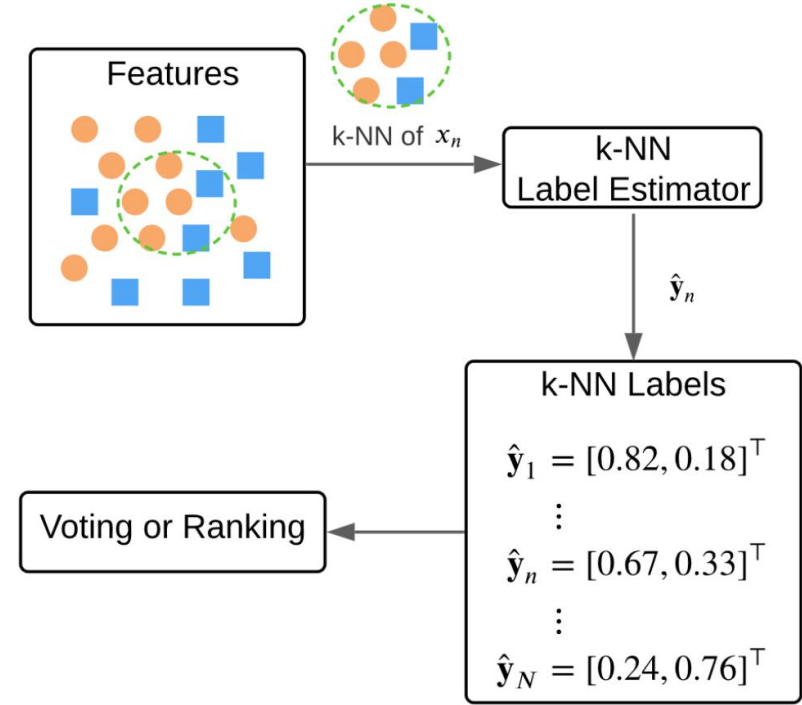 Features
k-NN of xₙ
k-NN
Label Estimator
ŷₙ
k-NN Labels
ŷ₁ = [0.82, 0.18]⊤
⋮
ŷₙ = [0.67, 0.33]⊤
⋮
ŷ_N = [0.24, 0.76]⊤
Voting or Ranking